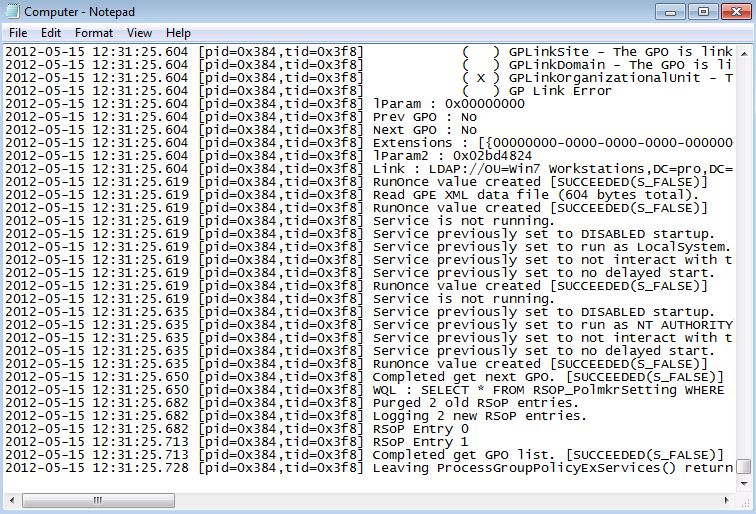 Computer - Notepad
File Edit Format View Help
2012-05-15 12:31:25.604 [pid=0x384,tid=0x3f8] ( ) GPLinkSite - The GPO is link
2012-05-15 12:31:25.604 [pid=0x384,tid=0x3f8] ( ) GPLinkDomain - The GPO is li
2012-05-15 12:31:25.604 [pid=0x384,tid=0x3f8] ( X ) GPLinkOrganizationalUnit - T
2012-05-15 12:31:25.604 [pid=0x384,tid=0x3f8] ( ) GP Link Error
2012-05-15 12:31:25.604 [pid=0x384,tid=0x3f8] lParam : 0x00000000
2012-05-15 12:31:25.604 [pid=0x384,tid=0x3f8] Prev GPO : No
2012-05-15 12:31:25.604 [pid=0x384,tid=0x3f8] Next GPO : No
2012-05-15 12:31:25.604 [pid=0x384,tid=0x3f8] Extensions : [{00000000-0000-0000-0000-000000
2012-05-15 12:31:25.604 [pid=0x384,tid=0x3f8] lParam2 : 0x02bd4824
2012-05-15 12:31:25.604 [pid=0x384,tid=0x3f8] Link : LDAP://OU=Win7 Workstations,DC=pro,DC=
2012-05-15 12:31:25.619 [pid=0x384,tid=0x3f8] RunOnce value created [SUCCEEDED(S_FALSE)]
2012-05-15 12:31:25.619 [pid=0x384,tid=0x3f8] Read GPE XML data file (604 bytes total).
2012-05-15 12:31:25.619 [pid=0x384,tid=0x3f8] RunOnce value created [SUCCEEDED(S_FALSE)]
2012-05-15 12:31:25.619 [pid=0x384,tid=0x3f8] Service is not running.
2012-05-15 12:31:25.619 [pid=0x384,tid=0x3f8] Service previously set to DISABLED startup.
2012-05-15 12:31:25.619 [pid=0x384,tid=0x3f8] Service previously set to run as LocalSystem.
2012-05-15 12:31:25.619 [pid=0x384,tid=0x3f8] Service previously set to not interact with t
2012-05-15 12:31:25.619 [pid=0x384,tid=0x3f8] Service previously set to no delayed start.
2012-05-15 12:31:25.619 [pid=0x384,tid=0x3f8] RunOnce value created [SUCCEEDED(S_FALSE)]
2012-05-15 12:31:25.619 [pid=0x384,tid=0x3f8] Service is not running.
2012-05-15 12:31:25.635 [pid=0x384,tid=0x3f8] Service previously set to DISABLED startup.
2012-05-15 12:31:25.635 [pid=0x384,tid=0x3f8] Service previously set to run as NT AUTHORITY
2012-05-15 12:31:25.635 [pid=0x384,tid=0x3f8] Service previously set to not interact with t
2012-05-15 12:31:25.635 [pid=0x384,tid=0x3f8] Service previously set to no delayed start.
2012-05-15 12:31:25.635 [pid=0x384,tid=0x3f8] RunOnce value created [SUCCEEDED(S_FALSE)]
2012-05-15 12:31:25.650 [pid=0x384,tid=0x3f8] Completed get next GPO. [SUCCEEDED(S_FALSE)]
2012-05-15 12:31:25.650 [pid=0x384,tid=0x3f8] WQL : SELECT * FROM RSOP_PolmkrSetting WHERE
2012-05-15 12:31:25.682 [pid=0x384,tid=0x3f8] Purged 2 old RSoP entries.
2012-05-15 12:31:25.682 [pid=0x384,tid=0x3f8] Logging 2 new RSoP entries.
2012-05-15 12:31:25.682 [pid=0x384,tid=0x3f8] RSoP Entry 0
2012-05-15 12:31:25.713 [pid=0x384,tid=0x3f8] RSoP Entry 1
2012-05-15 12:31:25.713 [pid=0x384,tid=0x3f8] Completed get GPO list. [SUCCEEDED(S_FALSE)]
2012-05-15 12:31:25.728 [pid=0x384,tid=0x3f8] Leaving ProcessGroupPolicyExServices() return